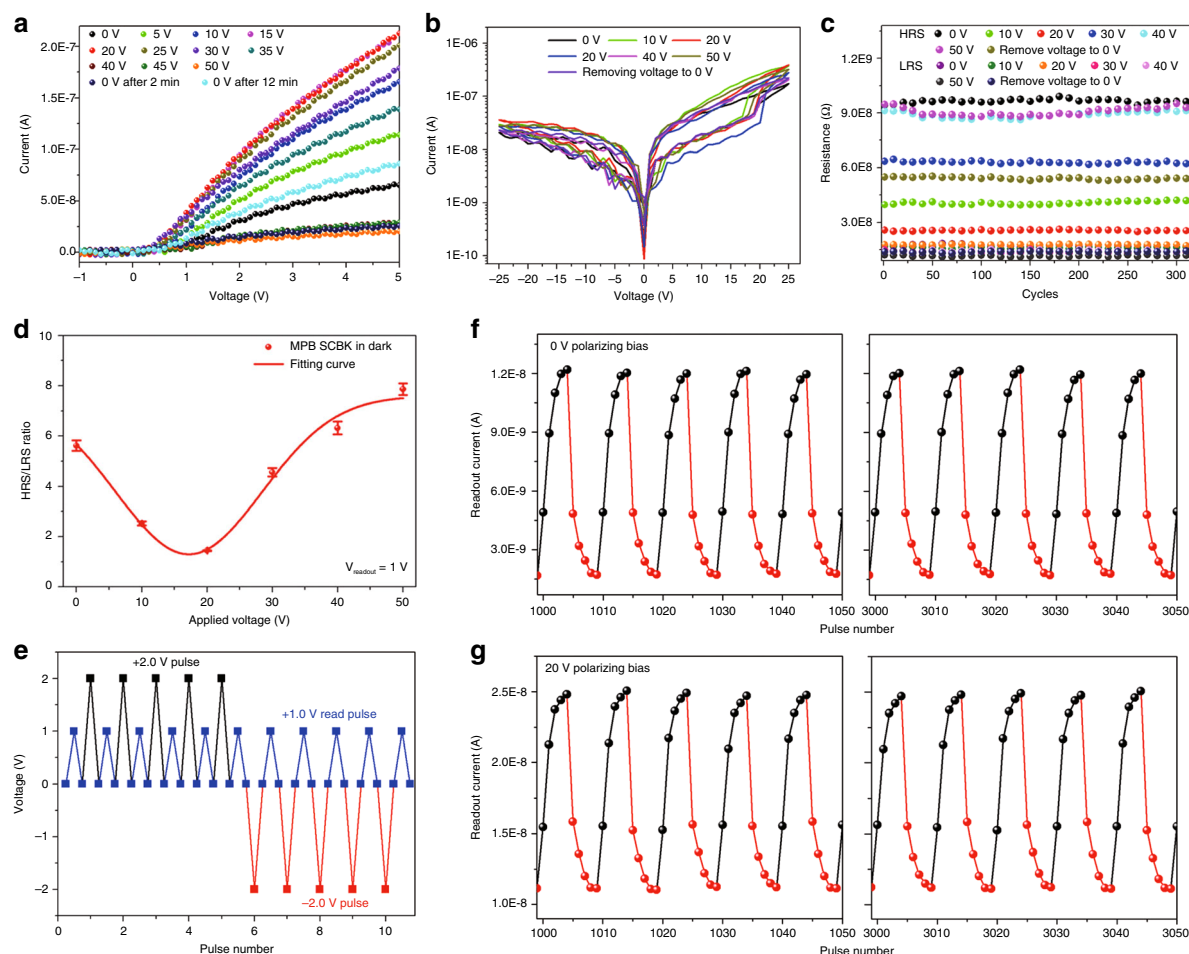 a
0 V 5 V 10 V 15 V
20 V 25 V 30 V 35 V
40 V 45 V 50 V
0 V after 2 min 0 V after 12 min
2.0E-7
1.5E-7
1.0E-7
5.0E-8
0.0
Current (A)
−1 0 1 2 3 4 5
Voltage (V)
b
0 V 10 V 20 V
20 V 40 V 50 V
Removing voltage to 0 V
1E-06
1E-07
1E-08
1E-09
1E-10
Current (A)
−25 −20 −15 −10 −5 0 5 10 15 20 25
Voltage (V)
c
HRS 0 V 10 V 20 V 30 V 40 V
50 V Remove voltage to 0 V
LRS 0 V 10 V 20 V 30 V 40 V
50 V Remove voltage to 0 V
1.2E9
9.0E8
6.0E8
3.0E8
Resistance (Ω)
0 50 100 150 200 250 300
Cycles
d
MPB SCBK in dark
Fitting curve
10
8
6
4
2
0
HRS/LRS ratio
Vreadout = 1 V
0 10 20 30 40 50
Applied voltage (V)
e
+2.0 V pulse
+1.0 V read pulse
−2.0 V pulse
2
1
0
−1
−2
Voltage (V)
0 2 4 6 8 10
Pulse number
f
0 V polarizing bias
1.2E-8
9.0E-9
6.0E-9
3.0E-9
Readout current (A)
1000 1010 1020 1030 1040 1050
3000 3010 3020 3030 3040 3050
Pulse number
g
20 V polarizing bias
2.5E-8
2.0E-8
1.5E-8
1.0E-8
Readout current (A)
1000 1010 1020 1030 1040 1050
3000 3010 3020 3030 3040 3050
Pulse number